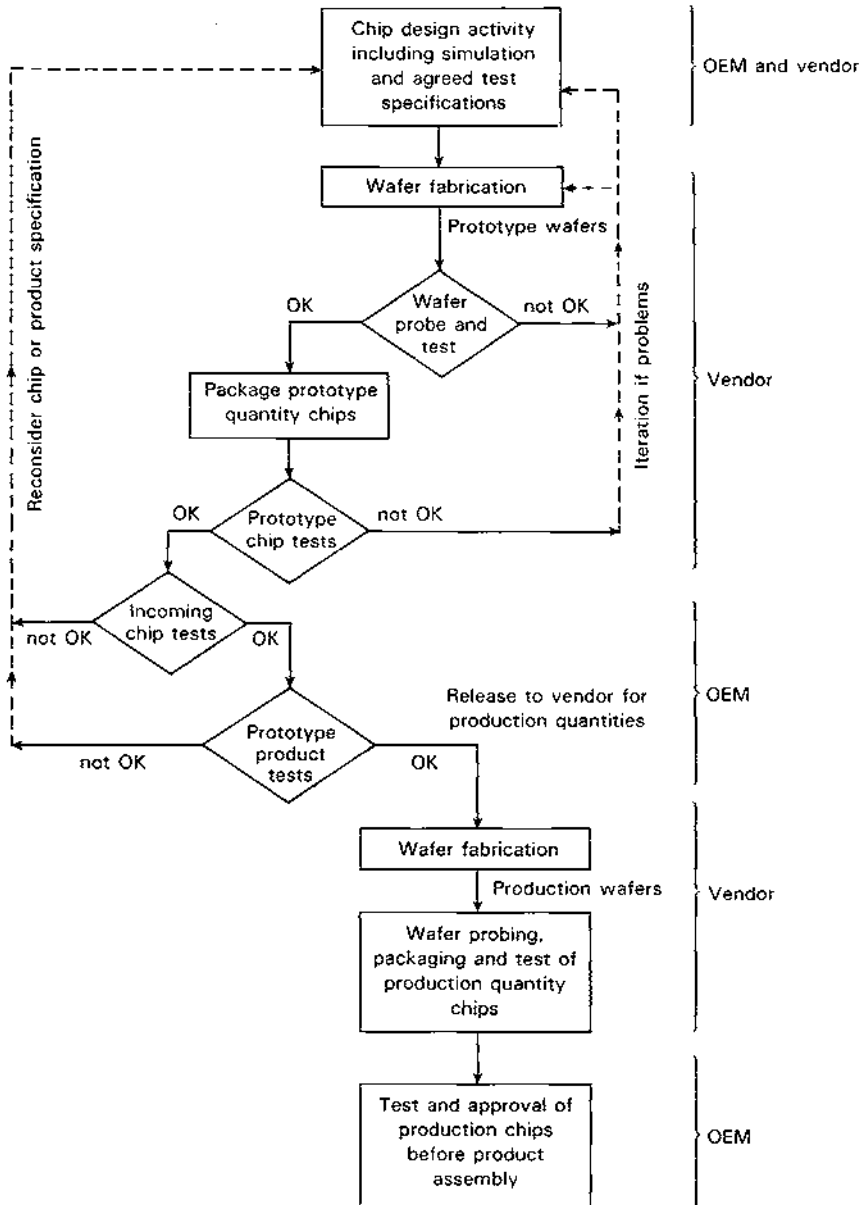 Chip design activity
including simulation
and agreed test
specifications
OEM and vendor
Wafer fabrication
Prototype wafers
Reconsider chip or product specification
OK
Wafer
probe and
test
not OK
Vendor
Package prototype
quantity chips
Iteration if problems
OK
Prototype
chip tests
not OK
Incoming
chip tests
not OK
OK
Release to vendor for
production quantities
OEM
Prototype
product
tests
not OK
OK
Wafer fabrication
Production wafers
Vendor
Wafer probing,
packaging and test of
production quantity
chips
Test and approval of
production chips
before product
assembly
OEM